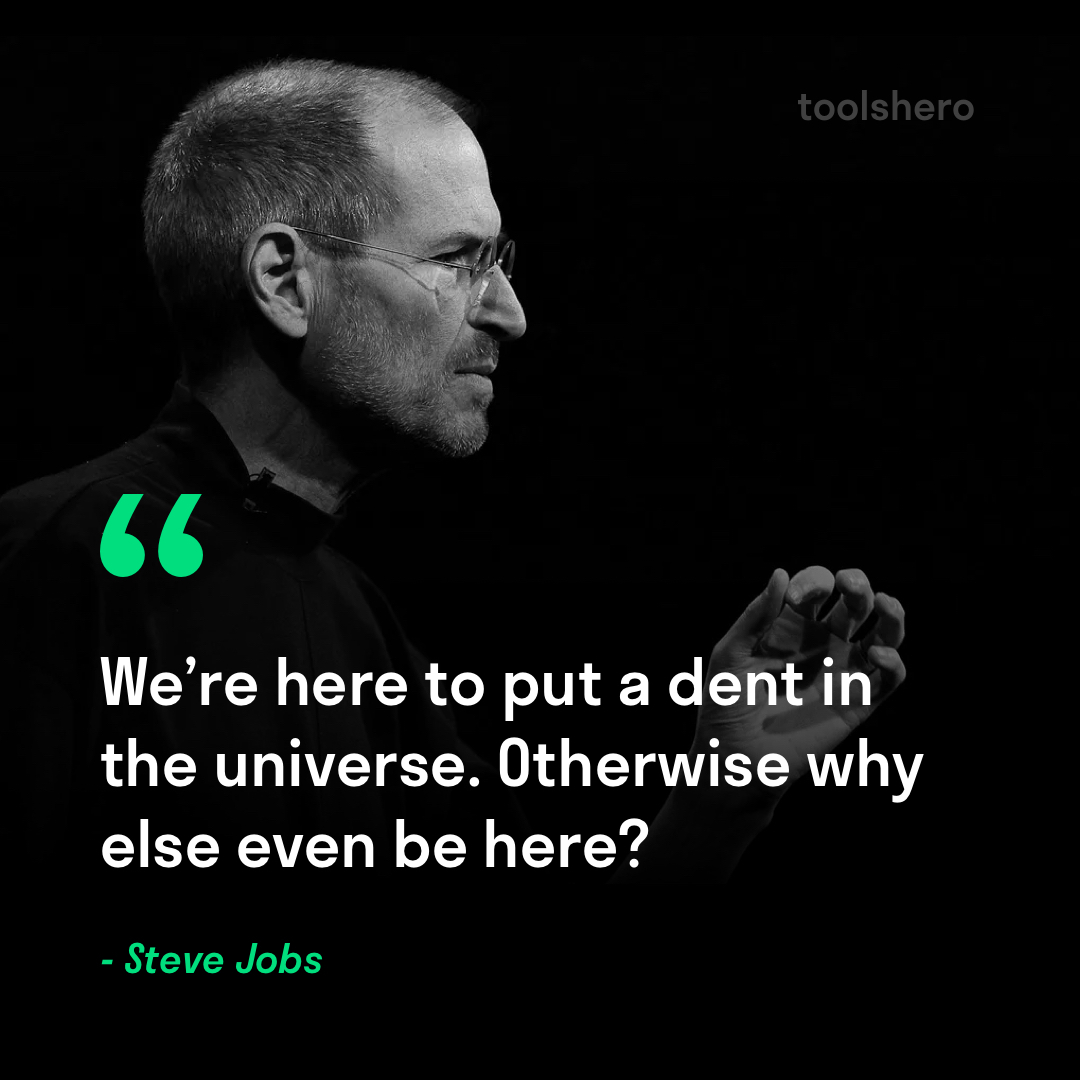 toolshero
“
We’re here to put a dent in
the universe. Otherwise why
else even be here?
- Steve Jobs